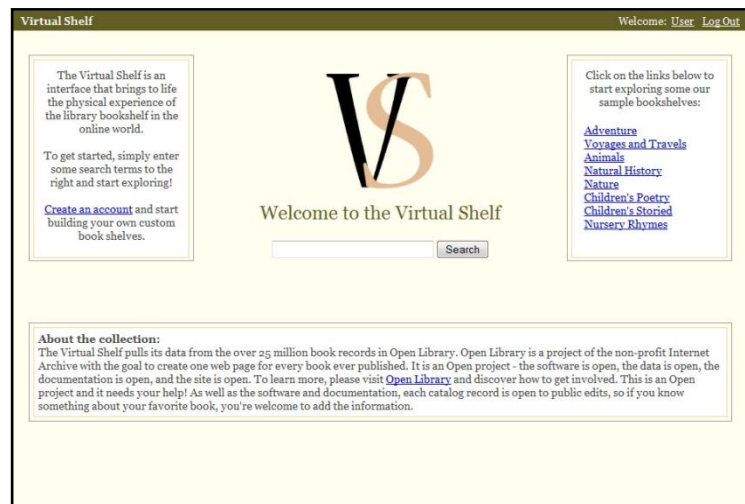 Virtual Shelf
Welcome: User Log Out
The Virtual Shelf is an
interface that brings to life
the physical experience of
the library bookshelf in the
online world.
To get started, simply enter
some search terms to the
right and start exploring!
Create an account and start
building your own custom
book shelves.
VS
Welcome to the Virtual Shelf
Search
Click on the links below to
start exploring some our
sample bookshelves:
Adventure
Voyages and Travels
Animals
Natural History
Nature
Children's Poetry
Children's Storied
Nursery Rhymes
About the collection:
The Virtual Shelf pulls its data from the over 25 million book records in Open Library. Open Library is a project of the non-profit Internet
Archive with the goal to create one web page for every book ever published. It is an Open project - the software is open, the data is open, the
documentation is open, and the site is open. To learn more, please visit Open Library and discover how to get involved. This is an Open
project and it needs your help! As well as the software and documentation, each catalog record is open to public edits, so if you know
something about your favorite book, you're welcome to add the information.